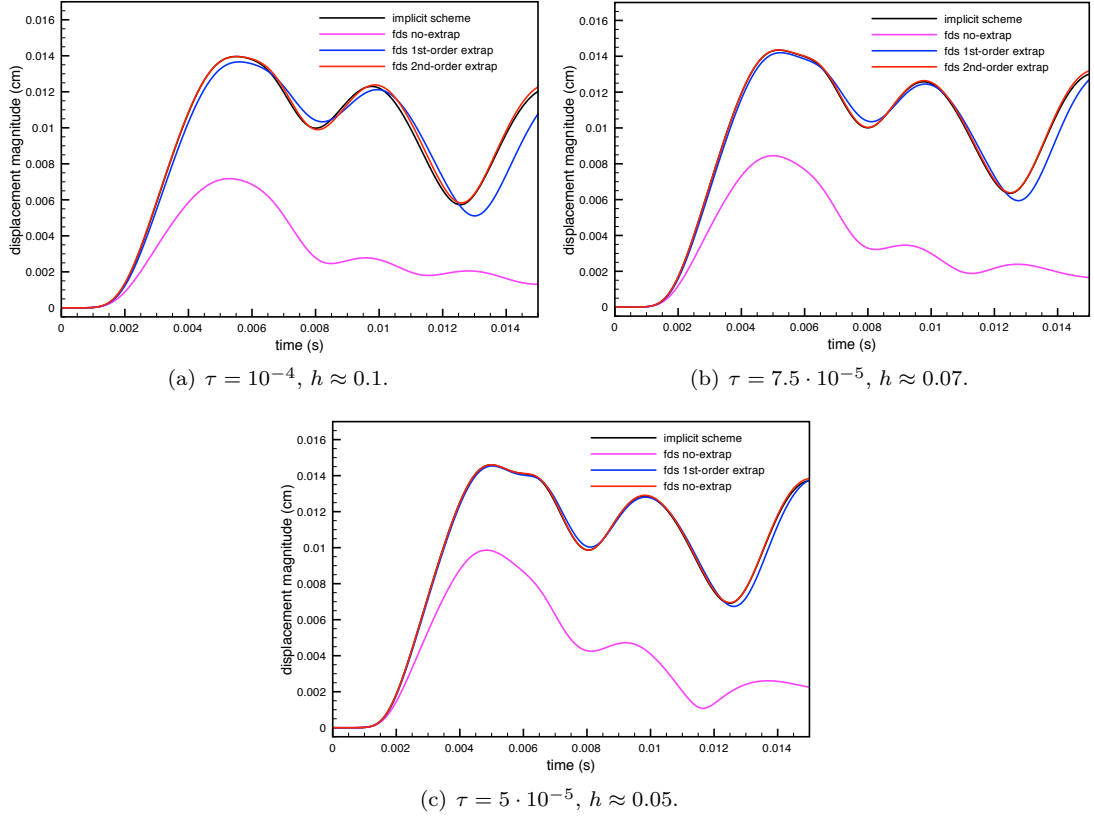 displacement magnitude (cm)
0.016
0.014
0.012
0.01
0.008
0.006
0.004
0.002
0
implicit scheme
fds no-extrap
fds 1st-order extrap
fds 2nd-order extrap
0 0.002 0.004 0.006 0.008 0.01 0.012 0.014
time (s)
(a) τ = 10⁻⁴, h ≈ 0.1.
displacement magnitude (cm)
0.016
0.014
0.012
0.01
0.008
0.006
0.004
0.002
0
implicit scheme
fds no-extrap
fds 1st-order extrap
fds 2nd-order extrap
0 0.002 0.004 0.006 0.008 0.01 0.012 0.014
time (s)
(b) τ = 7.5 · 10⁻⁵, h ≈ 0.07.
displacement magnitude (cm)
0.016
0.014
0.012
0.01
0.008
0.006
0.004
0.002
0
implicit scheme
fds no-extrap
fds 1st-order extrap
fds no-extrap
0 0.002 0.004 0.006 0.008 0.01 0.012 0.014
time (s)
(c) τ = 5 · 10⁻⁵, h ≈ 0.05.